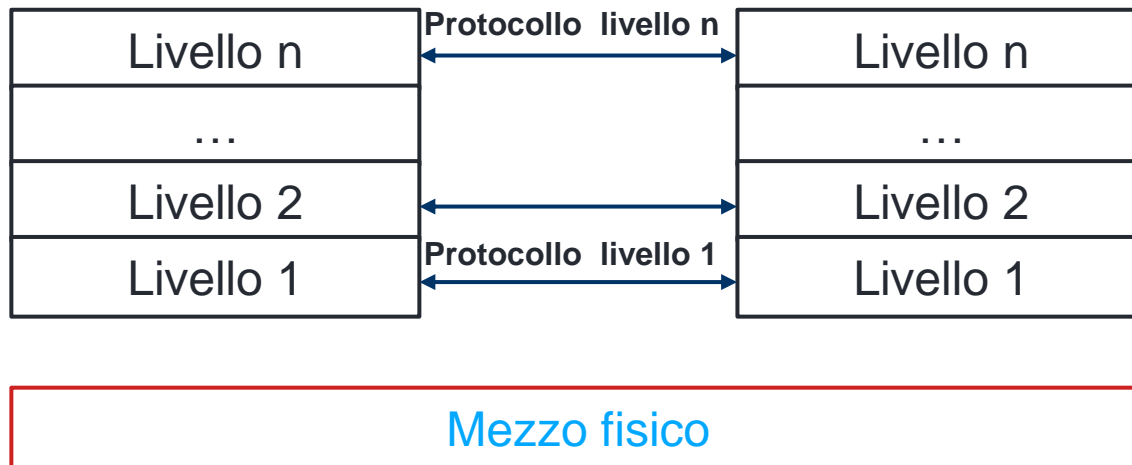 Protocollo livello n
Livello n Livello n
… …
Livello 2 Livello 2
Protocollo livello 1
Livello 1 Livello 1
Mezzo fisico